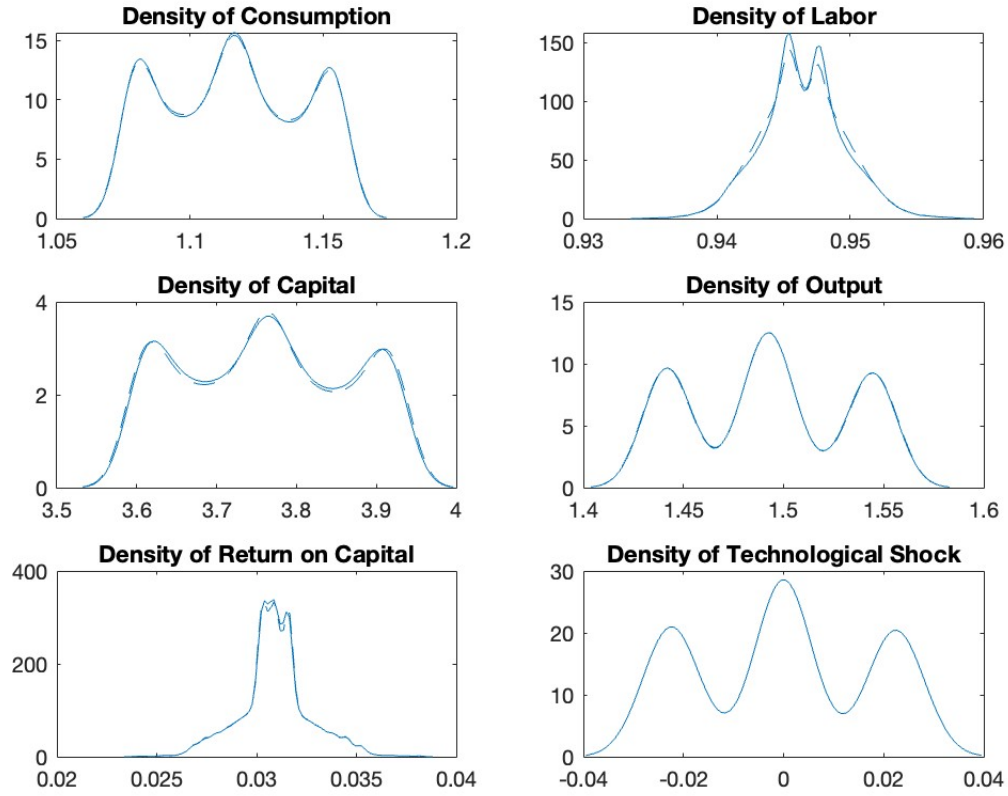 Density of Consumption
15
10
5
0
1.05 1.1 1.15 1.2
Density of Labor
150
100
50
0
0.93 0.94 0.95 0.96
Density of Capital
4
2
0
3.5 3.6 3.7 3.8 3.9 4
Density of Output
15
10
5
0
1.4 1.45 1.5 1.55 1.6
Density of Return on Capital
400
200
0
0.02 0.025 0.03 0.035 0.04
Density of Technological Shock
30
20
10
0
-0.04 -0.02 0 0.02 0.04